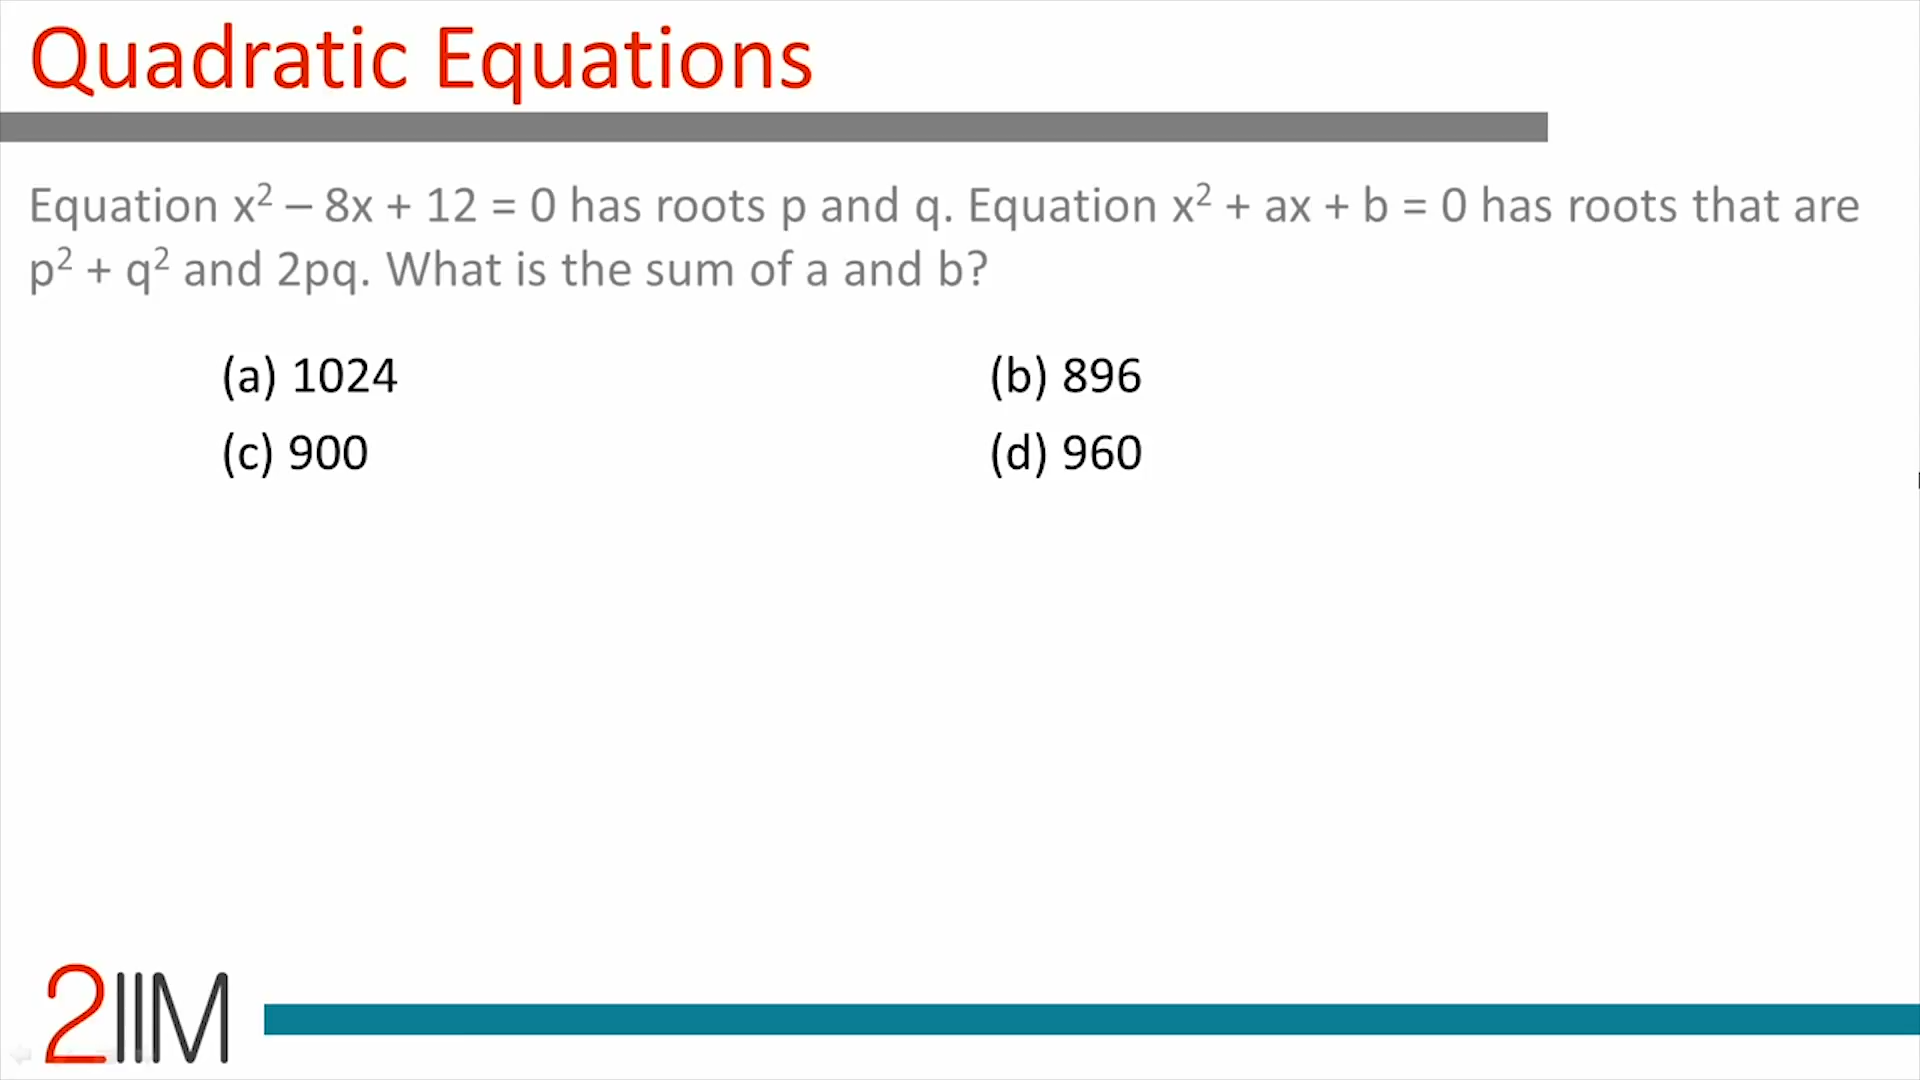 Quadratic Equations
Equation x² – 8x + 12 = 0 has roots p and q. Equation x² + ax + b = 0 has roots that are
p² + q² and 2pq. What is the sum of a and b?
(a) 1024 (b) 896
(c) 900 (d) 960
2IIM